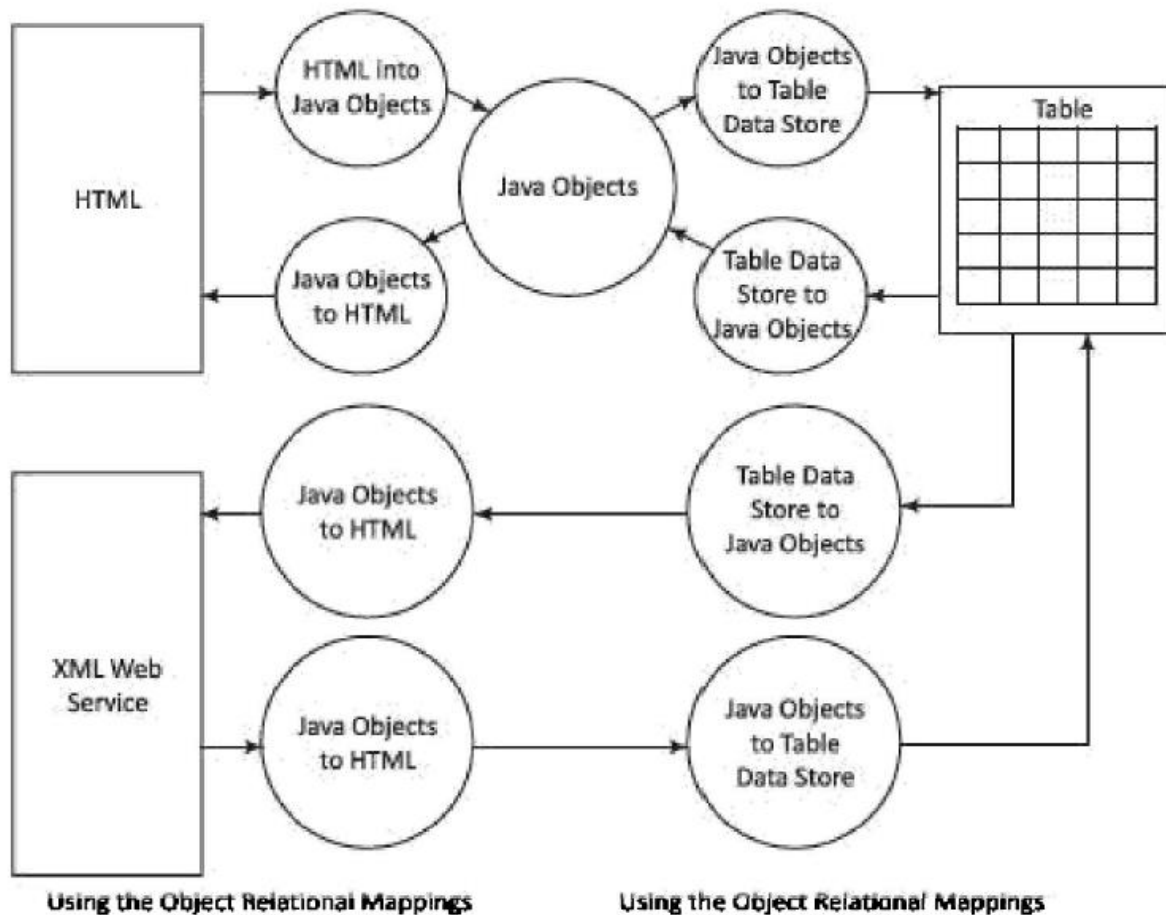 HTML
HTML into
Java Objects
Java Objects
to HTML
Java Objects
Java Objects
to Table
Data Store
Table Data
Store to
Java Objects
Table
XML Web
Service
Java Objects
to HTML
Table Data
Store to
Java Objects
Java Objects
to HTML
Java Objects
to Table
Data Store
Using the Object Relational Mappings
Using the Object Relational Mappings